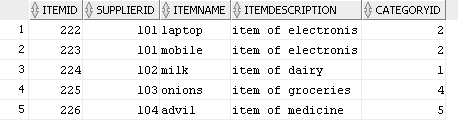 ITEMID SUPPLIERID ITEMNAME ITEMDESCRIPTION CATEGORYID
1 222 101 laptop item of electronis 2
2 223 101 mobile item of electronis 2
3 224 102 milk item of dairy 1
4 225 103 onions item of groceries 4
5 226 104 advil item of medicine 5